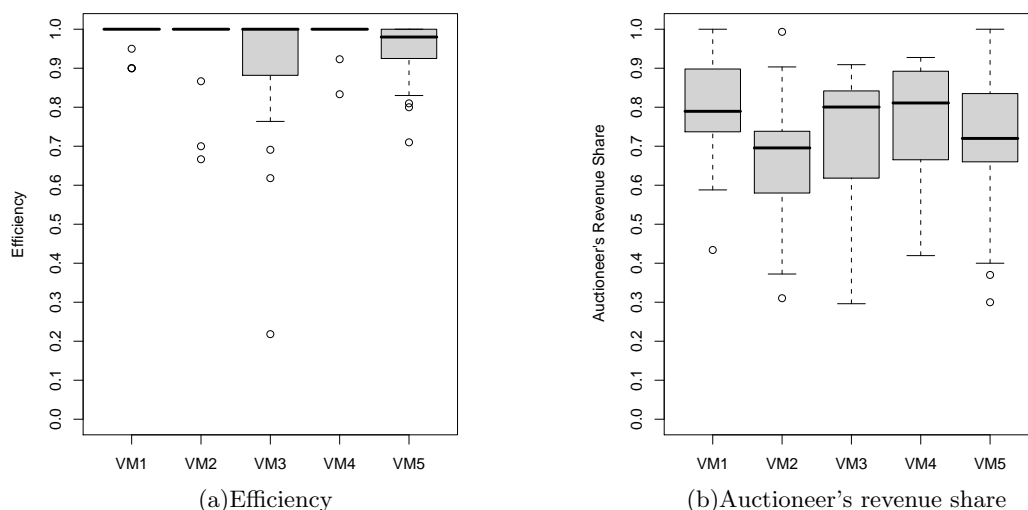 Efficiency
0.0 0.1 0.2 0.3 0.4 0.5 0.6 0.7 0.8 0.9 1.0
VM1 VM2 VM3 VM4 VM5
(a)Efficiency
Auctioneer's Revenue Share
0.0 0.1 0.2 0.3 0.4 0.5 0.6 0.7 0.8 0.9 1.0
VM1 VM2 VM3 VM4 VM5
(b)Auctioneer's revenue share